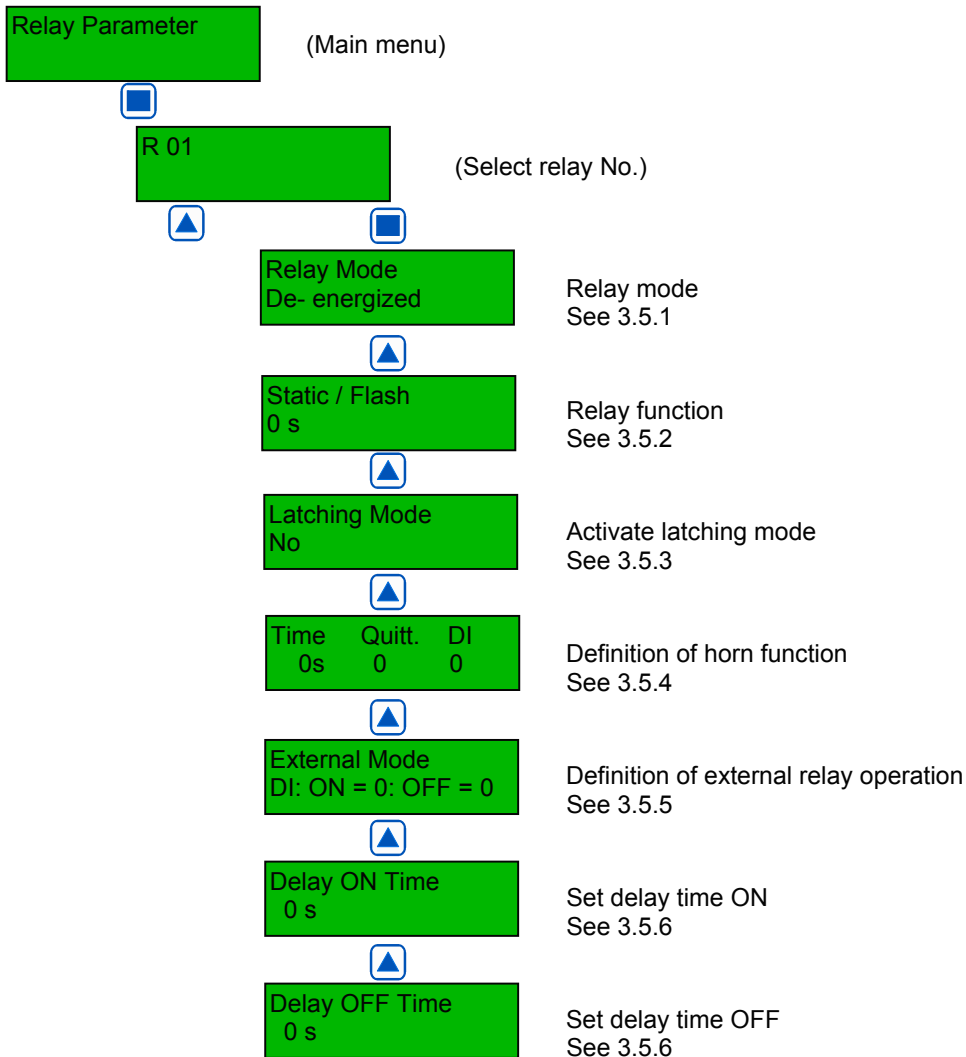 Relay Parameter
(Main menu)
R 01
(Select relay No.)
Relay Mode
De- energized
Relay mode
See 3.5.1
Static / Flash
0 s
Relay function
See 3.5.2
Latching Mode
No
Activate latching mode
See 3.5.3
Time Quitt. DI
0s 0 0
Definition of horn function
See 3.5.4
External Mode
DI: ON = 0: OFF = 0
Definition of external relay operation
See 3.5.5
Delay ON Time
0 s
Set delay time ON
See 3.5.6
Delay OFF Time
0 s
Set delay time OFF
See 3.5.6